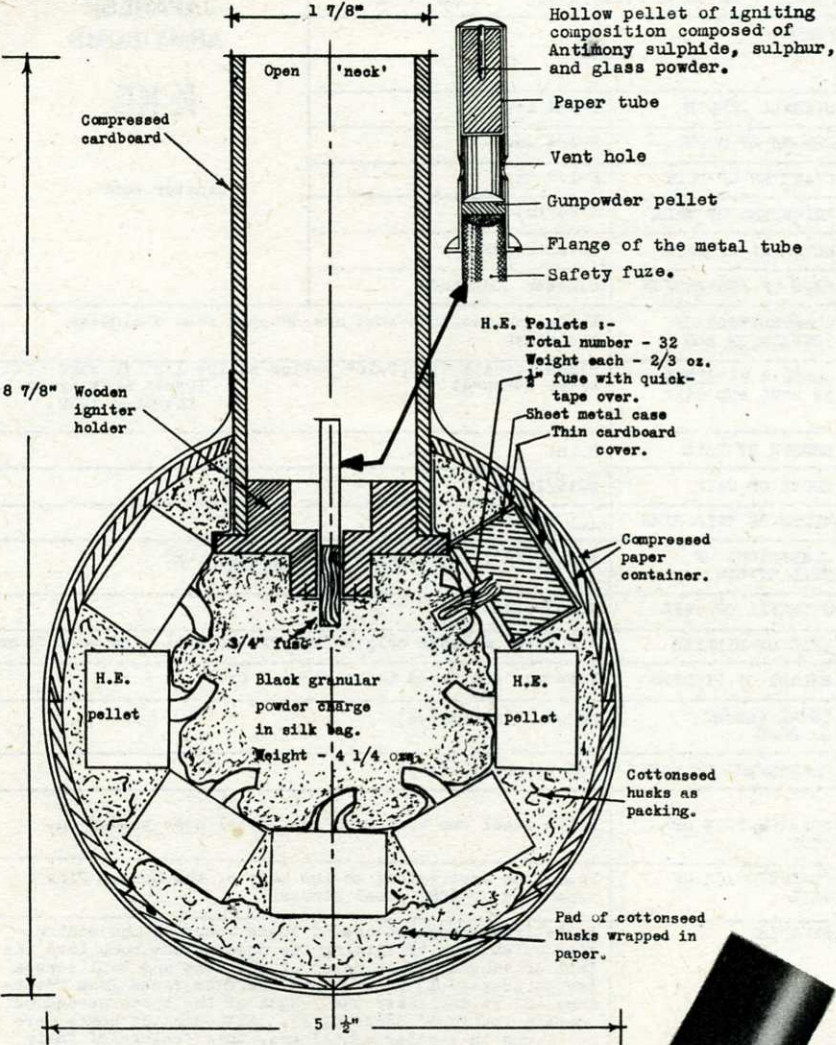 1 7/8"
Hollow pellet of igniting
composition composed of
Antimony sulphide, sulphur,
and glass powder.
Open 'neck'
Compressed
cardboard
Paper tube
Vent hole
Gunpowder pellet
Flange of the metal tube
Safety fuze.
H.E. Pellets :-
Total number - 32
Weight each - 2/3 oz.
½" fuse with quick-
tape over.
Sheet metal case
Thin cardboard
cover.
8 7/8"
Wooden
igniter
holder
Compressed
paper
container.
3/4" fuse
H.E.
pellet
Black granular
powder charge
in silk bag.
Weight - 4 1/4 ozs.
H.E.
pellet
Cottonseed
husks as
packing.
Pad of cottonseed
husks wrapped in
paper.
5 ½"